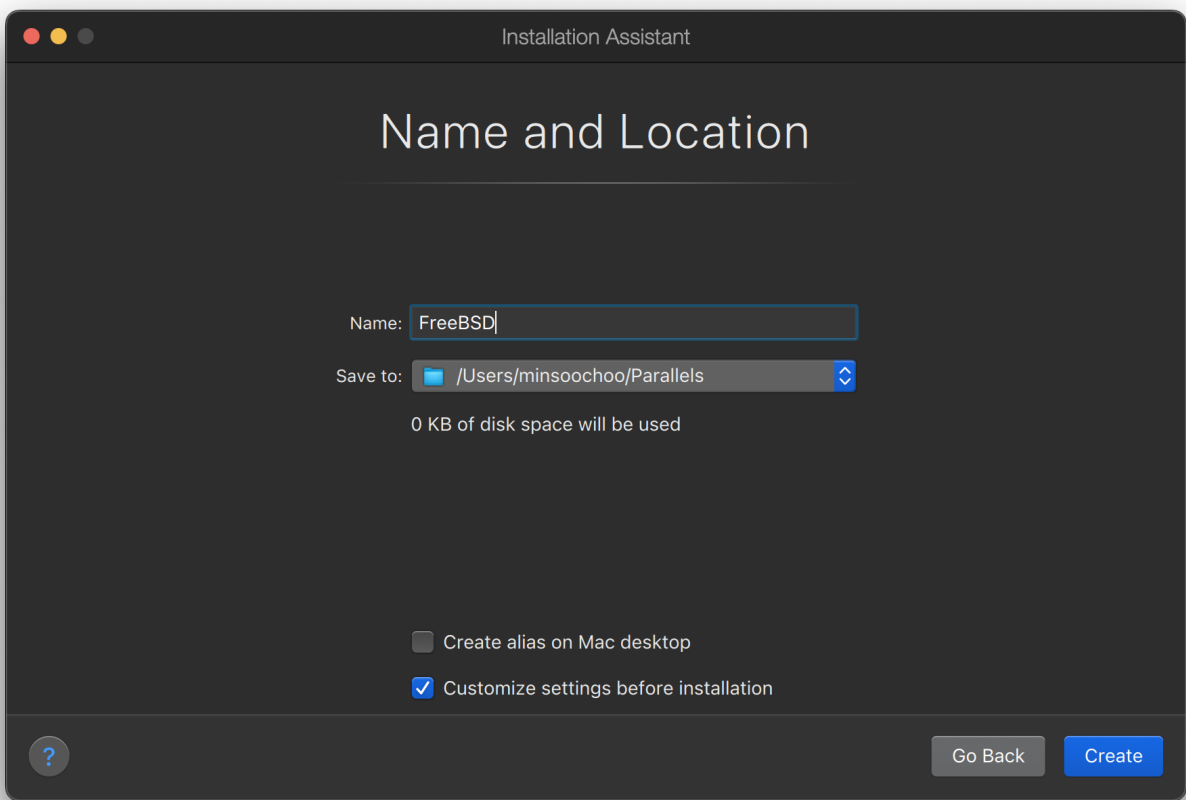 Installation Assistant
Name and Location
Name: FreeBSD
Save to: /Users/minsoochoo/Parallels
0 KB of disk space will be used
Create alias on Mac desktop
Customize settings before installation
? Go Back Create